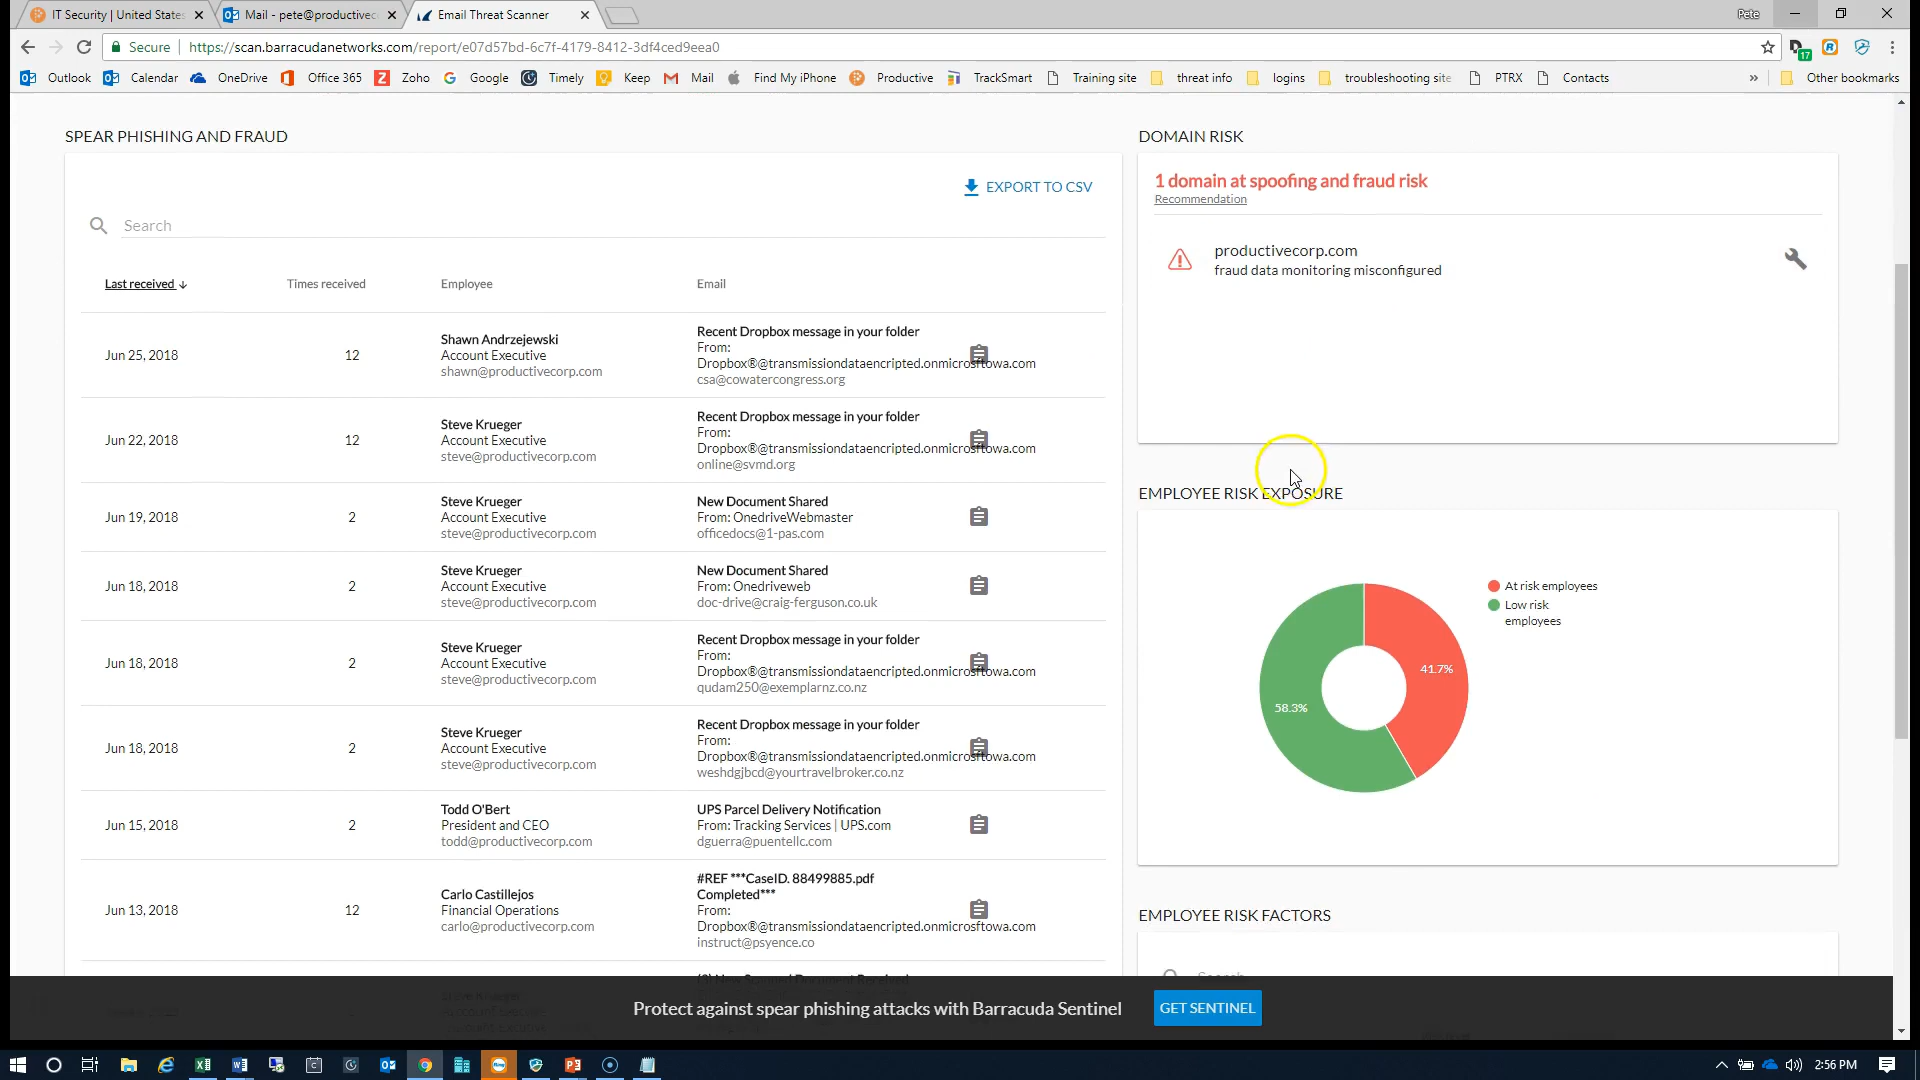 IT Security | United States
Mail - pete@productivec
Email Threat Scanner
Pete
Secure
https://scan.barracudanetworks.com/report/e07d57bd-6c7f-4179-8412-3df4ced9eea0
17
Outlook
Calendar
OneDrive
Office 365
Zoho
Google
Timely
Keep
Mail
Find My iPhone
Productive
TrackSmart
Training site
threat info
logins
troubleshooting site
PTRX
Contacts
»
Other bookmarks
SPEAR PHISHING AND FRAUD
EXPORT TO CSV
Search
Last received
Times received
Employee
Email
Jun 25, 2018
12
Shawn Andrzejewski
Account Executive
shawn@productivecorp.com
Recent Dropbox message in your folder
From:
Dropbox®@transmissiondataencripted.onmicrosftowa.com
csa@cowatercongress.org
Jun 22, 2018
12
Steve Krueger
Account Executive
steve@productivecorp.com
Recent Dropbox message in your folder
From:
Dropbox®@transmissiondataencripted.onmicrosftowa.com
online@svmd.org
Jun 19, 2018
2
Steve Krueger
Account Executive
steve@productivecorp.com
New Document Shared
From: OnedriveWebmaster
officedocs@1-pas.com
Jun 18, 2018
2
Steve Krueger
Account Executive
steve@productivecorp.com
New Document Shared
From: Onedriveweb
doc-drive@craig-ferguson.co.uk
Jun 18, 2018
2
Steve Krueger
Account Executive
steve@productivecorp.com
Recent Dropbox message in your folder
From:
Dropbox®@transmissiondataencripted.onmicrosftowa.com
qudam250@exemplarnz.co.nz
Jun 18, 2018
2
Steve Krueger
Account Executive
steve@productivecorp.com
Recent Dropbox message in your folder
From:
Dropbox®@transmissiondataencripted.onmicrosftowa.com
weshdgjbcd@yourtravelbroker.co.nz
Jun 15, 2018
2
Todd O'Bert
President and CEO
todd@productivecorp.com
UPS Parcel Delivery Notification
From: Tracking Services | UPS.com
dguerra@puentellc.com
Jun 13, 2018
12
Carlo Castillejos
Financial Operations
carlo@productivecorp.com
#REF ***CaseID. 88499885.pdf
Completed***
From:
Dropbox®@transmissiondataencripted.onmicrosftowa.com
instruct@psyence.co
DOMAIN RISK
1 domain at spoofing and fraud risk
Recommendation
productivecorp.com
fraud data monitoring misconfigured
EMPLOYEE RISK EXPOSURE
At risk employees
Low risk
employees
41.7%
58.3%
EMPLOYEE RISK FACTORS
Protect against spear phishing attacks with Barracuda Sentinel
GET SENTINEL
2:56 PM